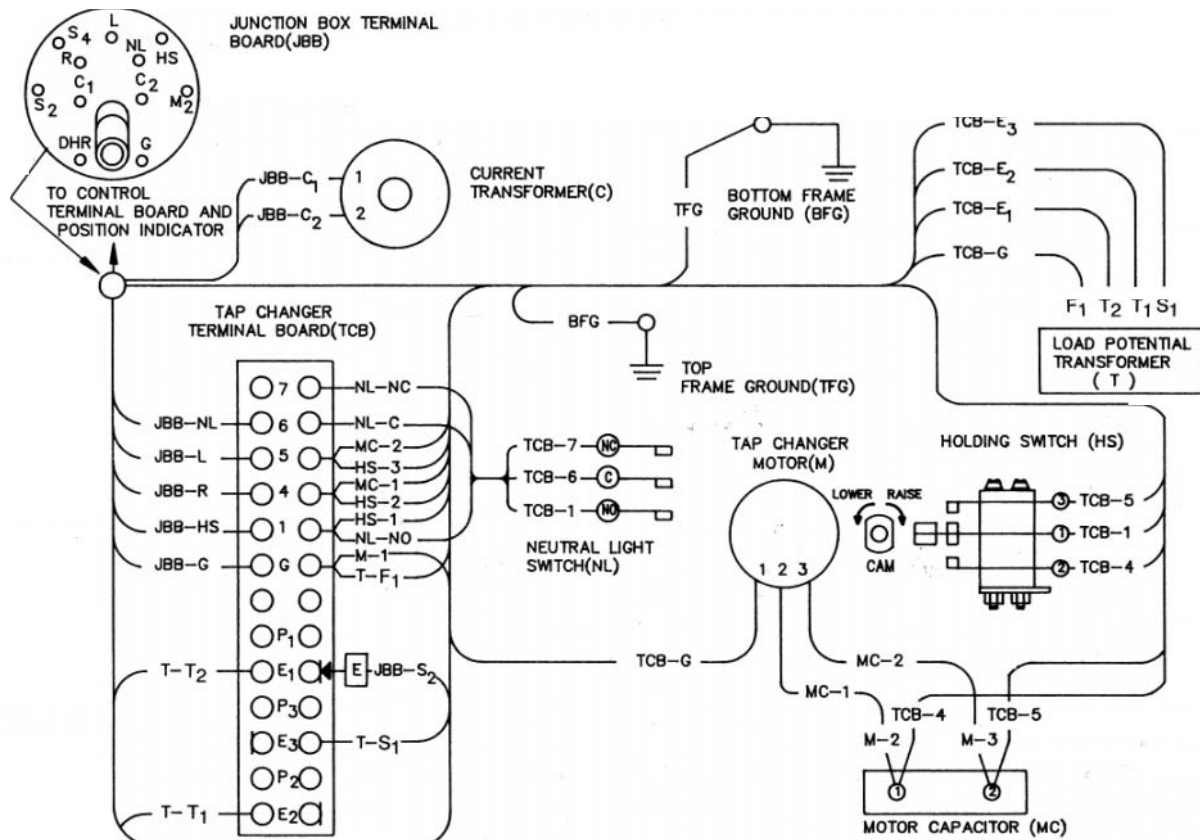 JUNCTION BOX TERMINAL
BOARD(JBB)
L
S4
NL
HS
R
C1
C2
S2
M2
DHR
G
TO CONTROL
TERMINAL BOARD AND
POSITION INDICATOR
JBB-C1
JBB-C2
1
2
CURRENT
TRANSFORMER(C)
TFG
BOTTOM FRAME
GROUND (BFG)
TCB-E3
TCB-E2
TCB-E1
TCB-G
F1 T2 T1 S1
LOAD POTENTIAL
TRANSFORMER
( T )
BFG
TOP
FRAME GROUND(TFG)
TAP CHANGER
TERMINAL BOARD(TCB)
7 NL-NC
JBB-NL 6 NL-C
JBB-L 5 MC-2
HS-3
JBB-R 4 MC-1
HS-2
JBB-HS 1 HS-1
NL-NO
JBB-G G M-1
T-F1
P1
T-T2 E1 E JBB-S2
P3
E3 T-S1
P2
T-T1 E2
TCB-7 NC
TCB-6 C
TCB-1 NO
NEUTRAL LIGHT
SWITCH(NL)
TAP CHANGER
MOTOR(M)
1 2 3
LOWER RAISE
CAM
HOLDING SWITCH (HS)
3 TCB-5
1 TCB-1
2 TCB-4
TCB-G
MC-2
MC-1
TCB-4
TCB-5
M-2
M-3
1
2
MOTOR CAPACITOR (MC)